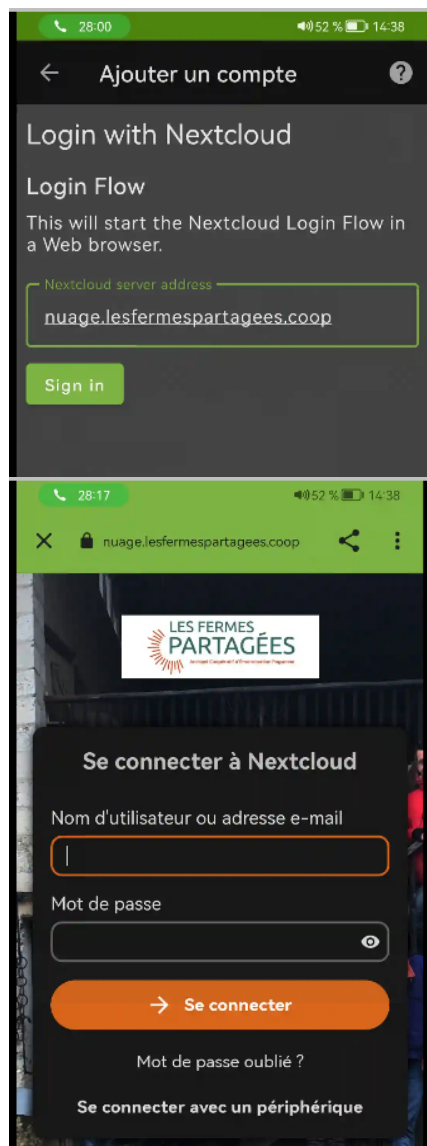 28:00
52 %
14:38
Ajouter un compte
Login with Nextcloud
Login Flow
This will start the Nextcloud Login Flow in
a Web browser.
Nextcloud server address
nuage.lesfermespartagees.coop
Sign in
28:17
52 %
14:38
nuage.lesfermespartagees.coop
LES FERMES
PARTAGÉES
Se connecter à Nextcloud
Nom d'utilisateur ou adresse e-mail
Mot de passe
Se connecter
Mot de passe oublié ?
Se connecter avec un périphérique